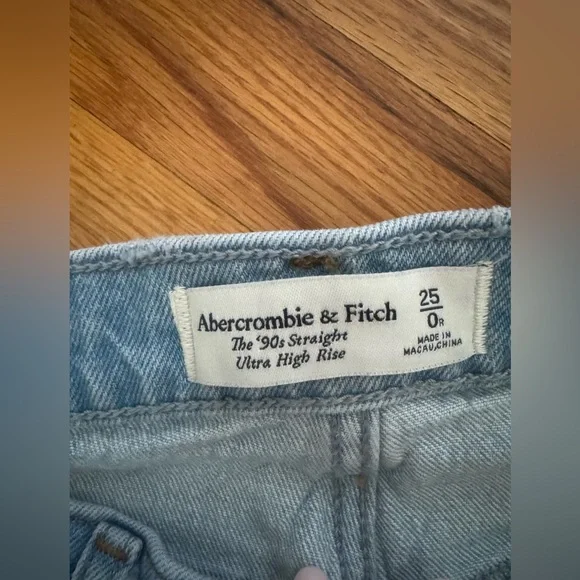 Abercrombie & Fitch
The '90s Straight
Ultra High Rise
25
0R
MADE IN
MACAU,CHINA